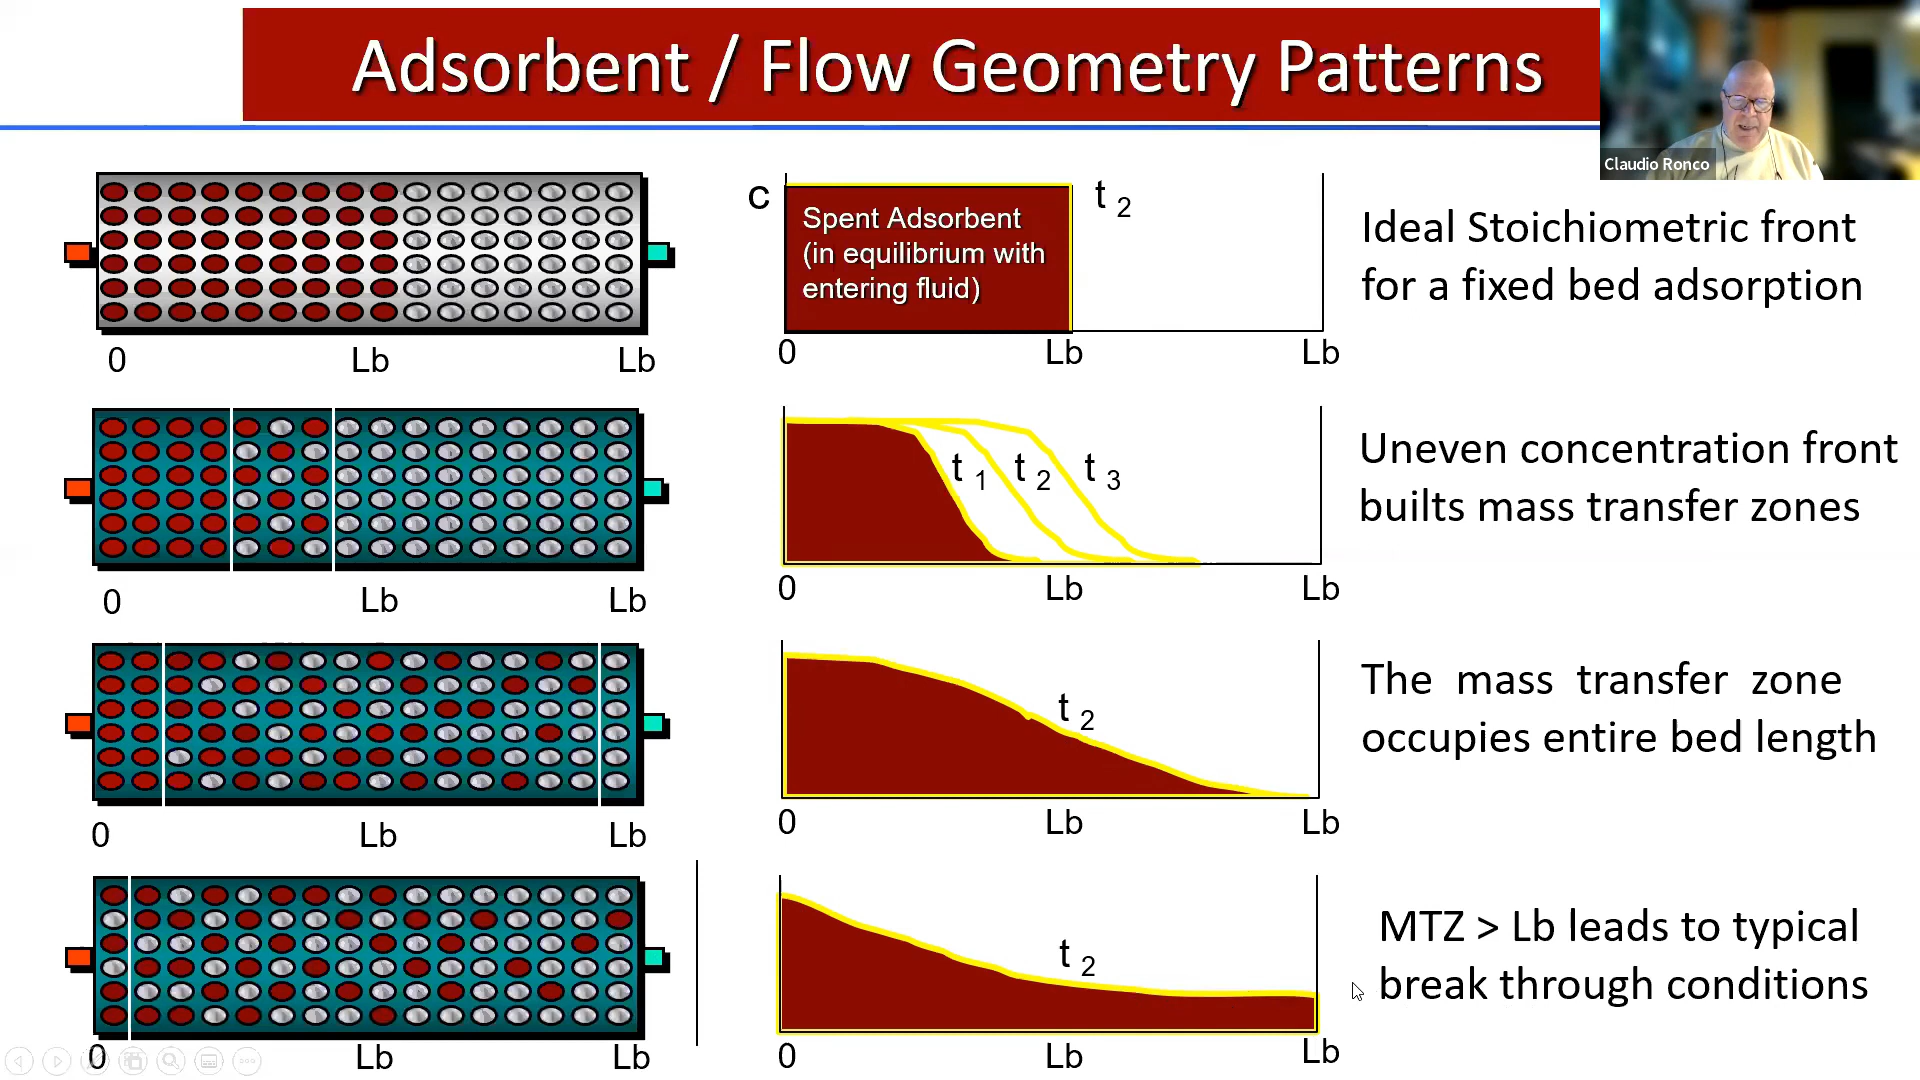 Adsorbent / Flow Geometry Patterns
Claudio Ronco
0 Lb Lb
c
Spent Adsorbent
(in equilibrium with
entering fluid)
t 2
0 Lb Lb
Ideal Stoichiometric front
for a fixed bed adsorption
0 Lb Lb
t 1 t 2 t 3
0 Lb Lb
Uneven concentration front
builts mass transfer zones
0 Lb Lb
t 2
0 Lb Lb
The mass transfer zone
occupies entire bed length
0 Lb Lb
t 2
0 Lb Lb
MTZ > Lb leads to typical
break through conditions